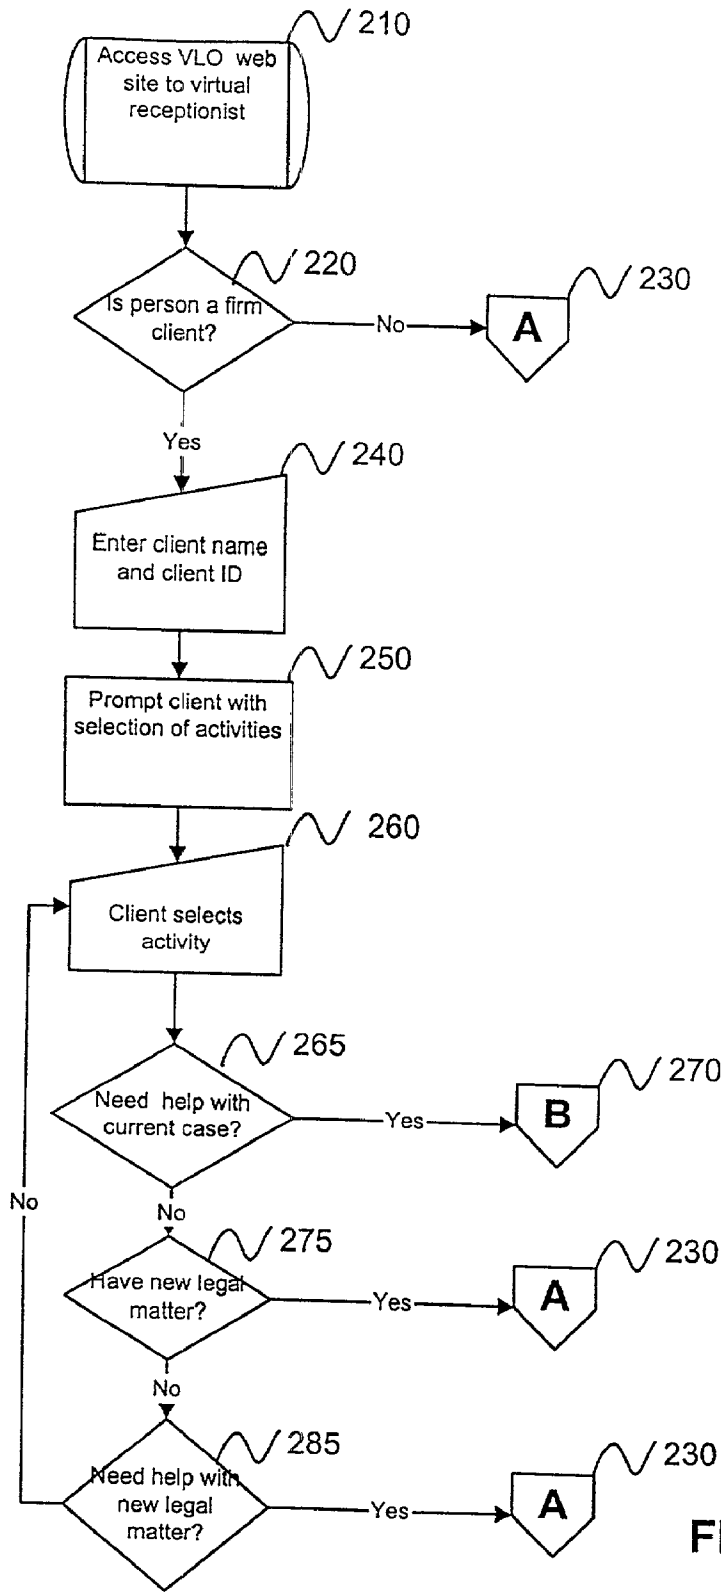 210
Access VLO web
site to virtual
receptionist
220
Is person a firm
client?
No
230
A
Yes
240
Enter client name
and client ID
250
Prompt client with
selection of activities
260
Client selects
activity
265
Need help with
current case?
Yes
270
B
No
No
275
Have new legal
matter?
Yes
230
A
No
285
Need help with
new legal
matter?
Yes
230
A